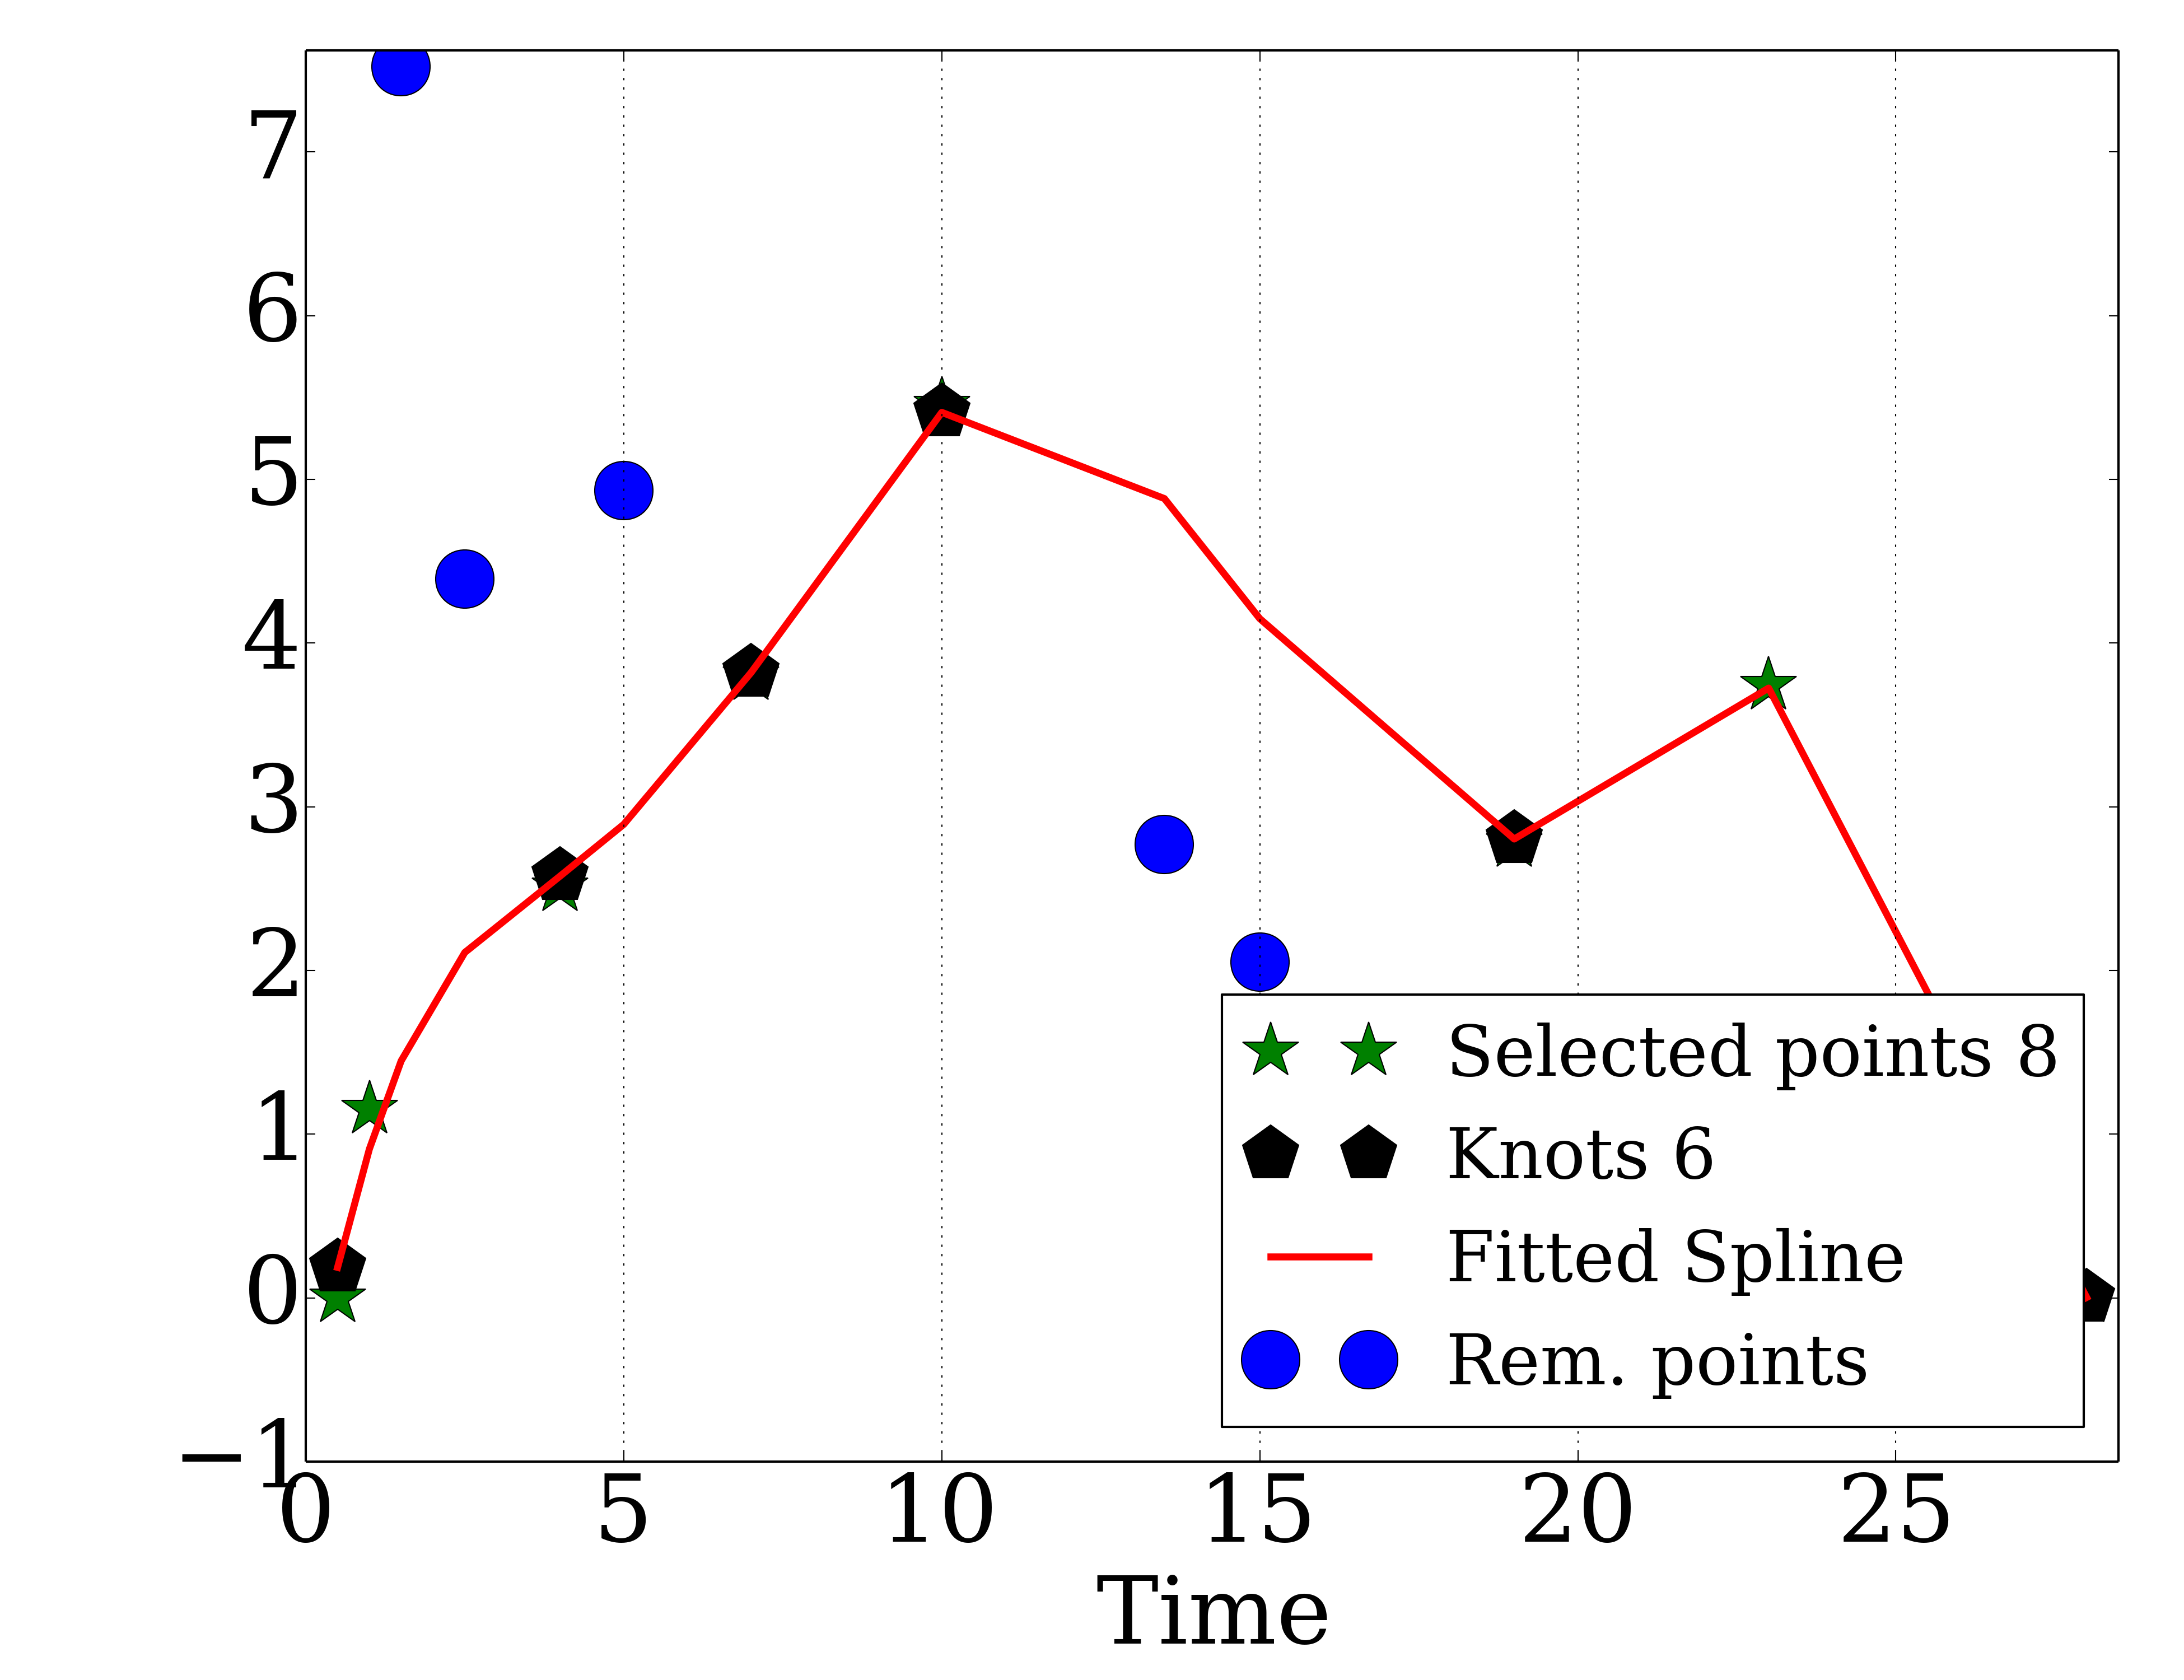 7
6
5
4
3
2
1
0
−1
Selected points 8
Knots 6
Fitted Spline
Rem. points
0 5 10 15 20 25
Time